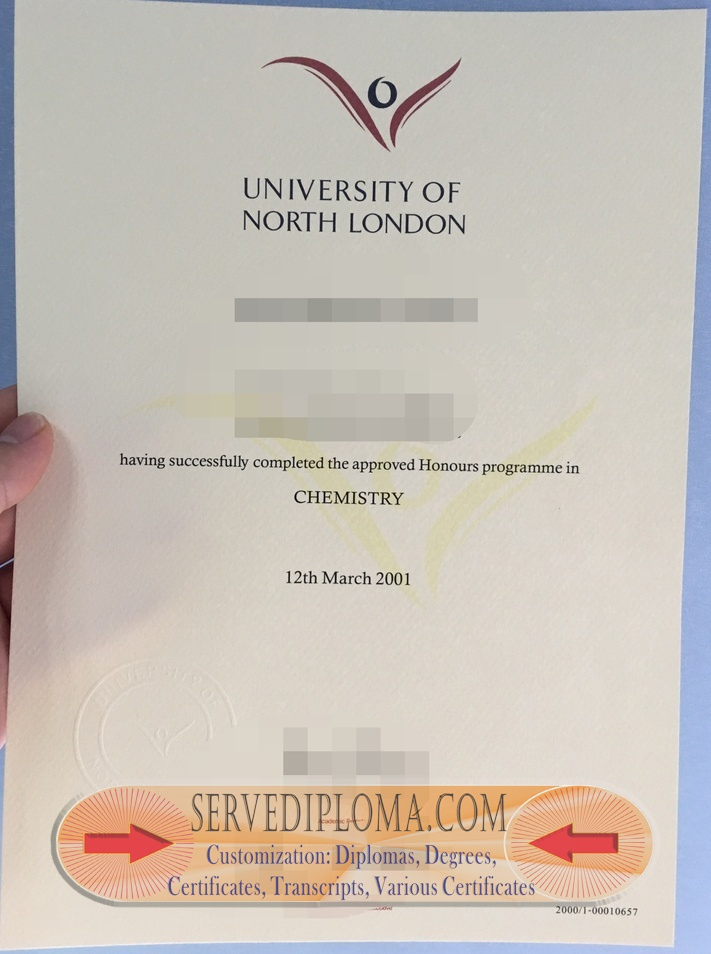 UNIVERSITY OF
NORTH LONDON
having successfully completed the approved Honours programme in
CHEMISTRY
12th March 2001
SERVEDIPLOMA.COM
Customization: Diplomas, Degrees,
Certificates, Transcripts, Various Certificates
2000/1-00010657